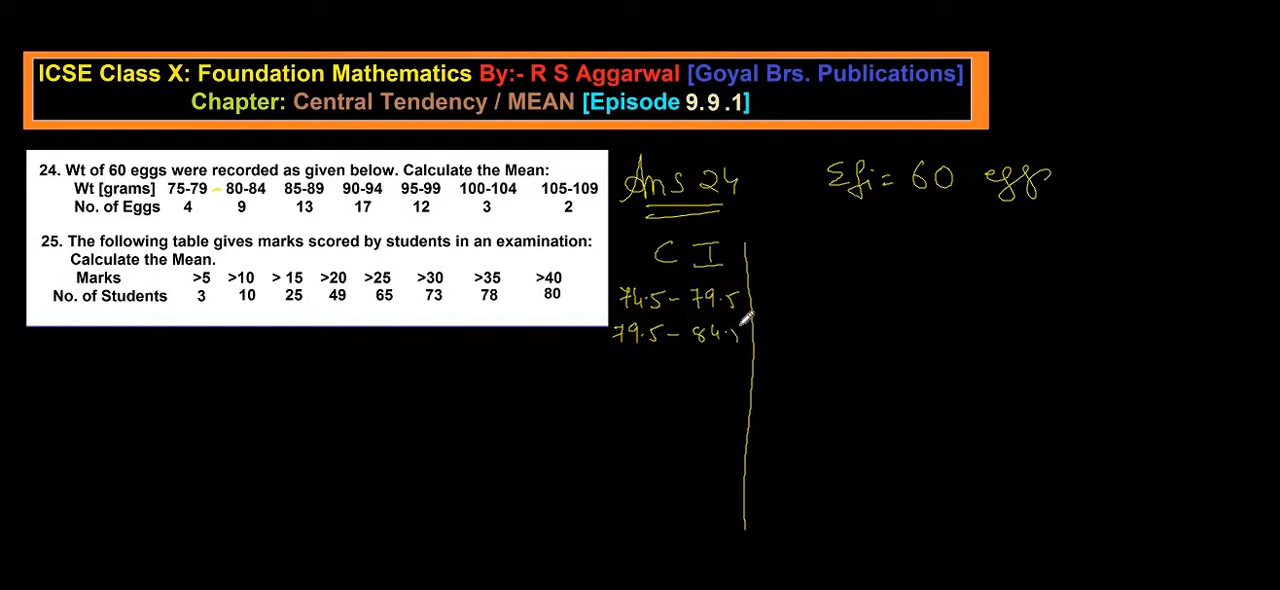 ICSE Class X: Foundation Mathematics By:- R S Aggarwal [Goyal Brs. Publications]
Chapter: Central Tendency / MEAN [Episode 9.9.1]
24. Wt of 60 eggs were recorded as given below. Calculate the Mean:
Wt [grams] 75-79 80-84 85-89 90-94 95-99 100-104 105-109
No. of Eggs 4 9 13 17 12 3 2
25. The following table gives marks scored by students in an examination:
Calculate the Mean.
Marks >5 >10 > 15 >20 >25 >30 >35 >40
No. of Students 3 10 25 49 65 73 78 80
Ans 24
Σfi = 60 eggs
C I
74.5 - 79.5
79.5 - 84.